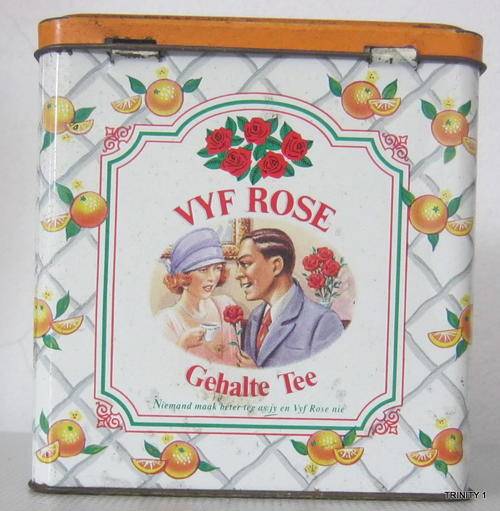 VYF ROSE
Gehalte Tee
Niemand maak beter tee as jy en Vyf Rose nie
TRINITY 1